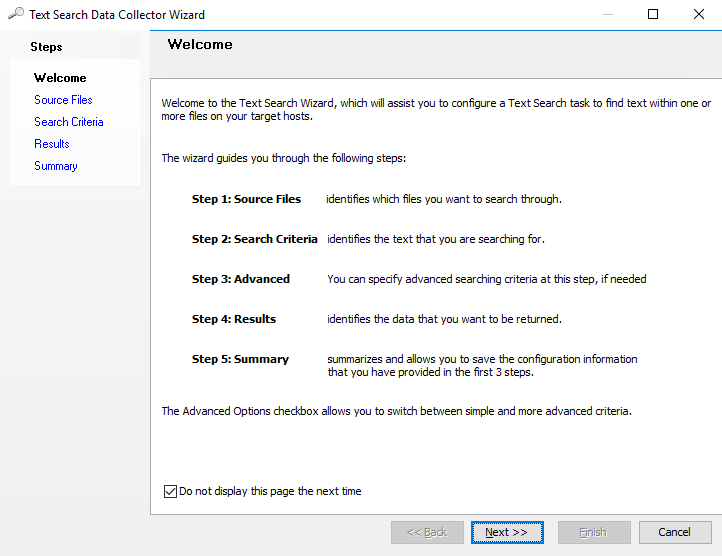 Text Search Data Collector Wizard
Steps
Welcome
Source Files
Search Criteria
Results
Summary
Welcome
Welcome to the Text Search Wizard, which will assist you to configure a Text Search task to find text within one or
more files on your target hosts.
The wizard guides you through the following steps:
Step 1: Source Files identifies which files you want to search through.
Step 2: Search Criteria identifies the text that you are searching for.
Step 3: Advanced You can specify advanced searching criteria at this step, if needed
Step 4: Results identifies the data that you want to be returned.
Step 5: Summary summarizes and allows you to save the configuration information
that you have provided in the first 3 steps.
The Advanced Options checkbox allows you to switch between simple and more advanced criteria.
Do not display this page the next time
<< Back Next >> Finish Cancel